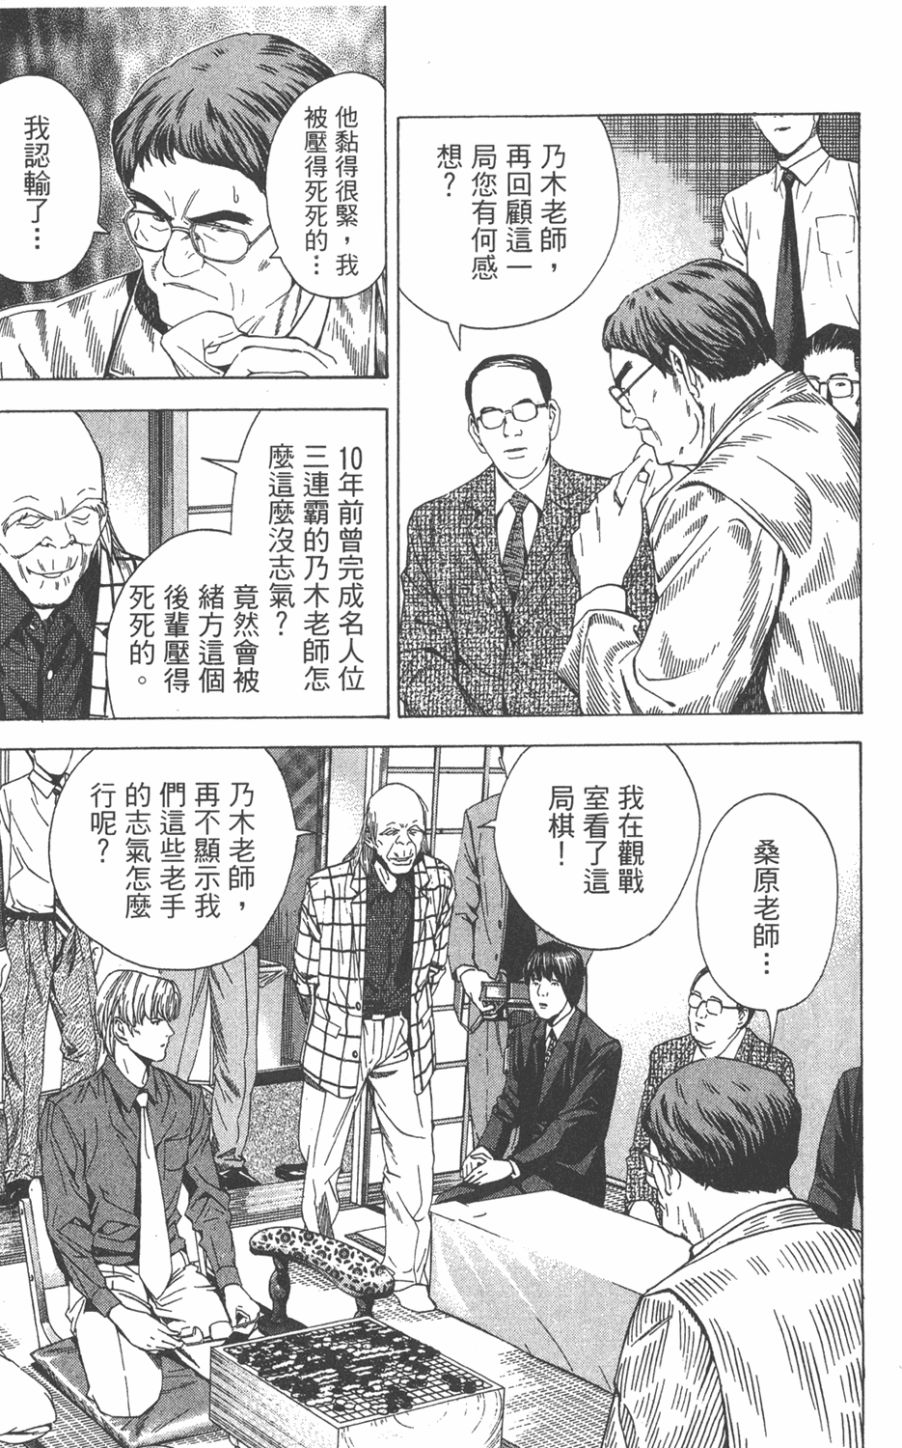 乃木老師，
再回顧這一
局您有何感
想？
他黏得很緊，我
被壓得死死的…
我認輸了…
10年前曾完成名人位
三連霸的乃木老師怎
麼這麼沒志氣？
竟然會被
緒方這個
後輩壓得
死死的。
桑原老師…
我在觀戰
室看了這
局棋！
乃木老師，
再不顯示我
們這些老手
的志氣怎麼
行呢？